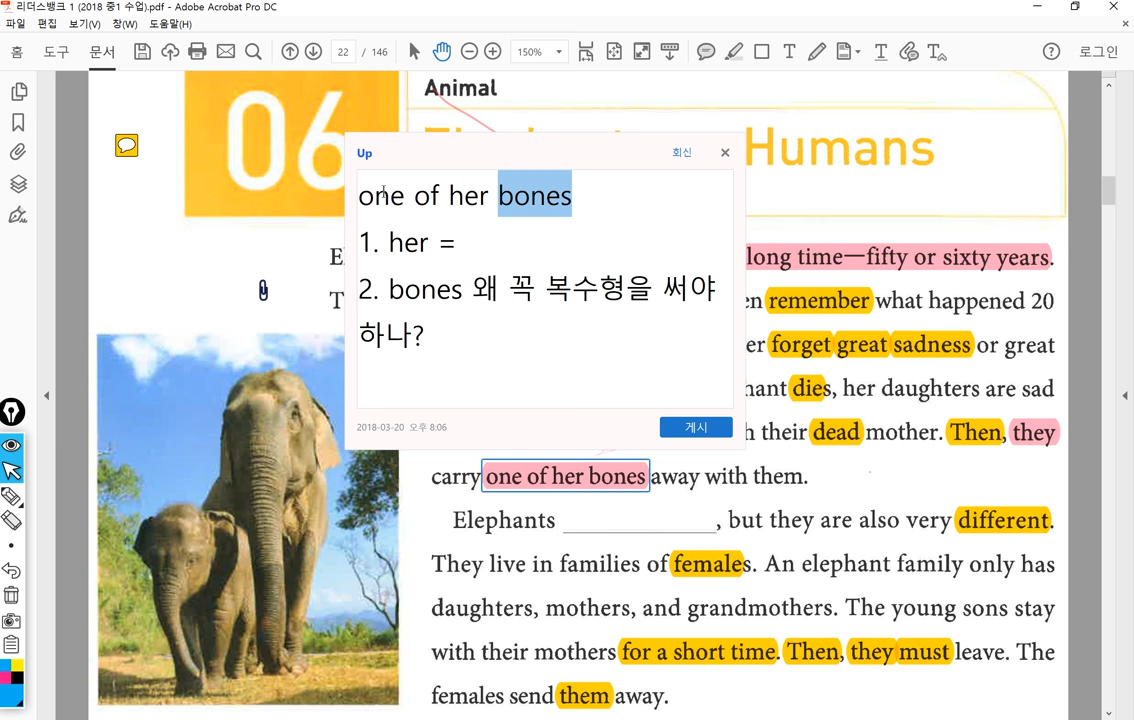 리더스뱅크 1 (2018 중1 수업).pdf - Adobe Acrobat Pro DC
파일 편집 보기(V) 창(W) 도움말(H)
홈 도구 문서 22 / 146 150% 로그인
06
Animal
Humans
Up 회신
one of her bones
1. her =
2. bones 왜 꼭 복수형을 써야
하나?
2018-03-20 오후 8:06 게시
long time—fifty or sixty years.
remember what happened 20
forget great sadness or great
dies, her daughters are sad
their dead mother. Then, they
carry one of her bones away with them.
Elephants ____________, but they are also very different.
They live in families of females. An elephant family only has
daughters, mothers, and grandmothers. The young sons stay
with their mothers for a short time. Then, they must leave. The
females send them away.